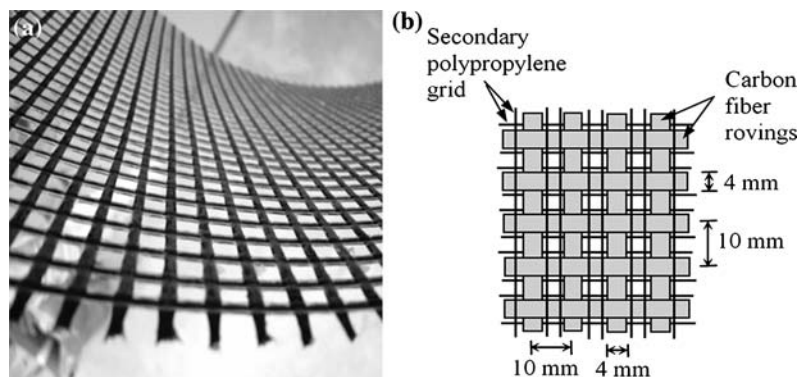 (a)
(b)
Secondary
polypropylene
grid
Carbon
fiber
rovings
4 mm
10 mm
10 mm
4 mm